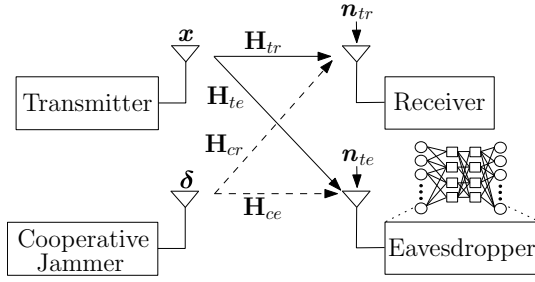 x
H_tr
n_tr
Transmitter
H_te
Receiver
H_cr
δ
n_te
H_ce
Cooperative
Jammer
Eavesdropper